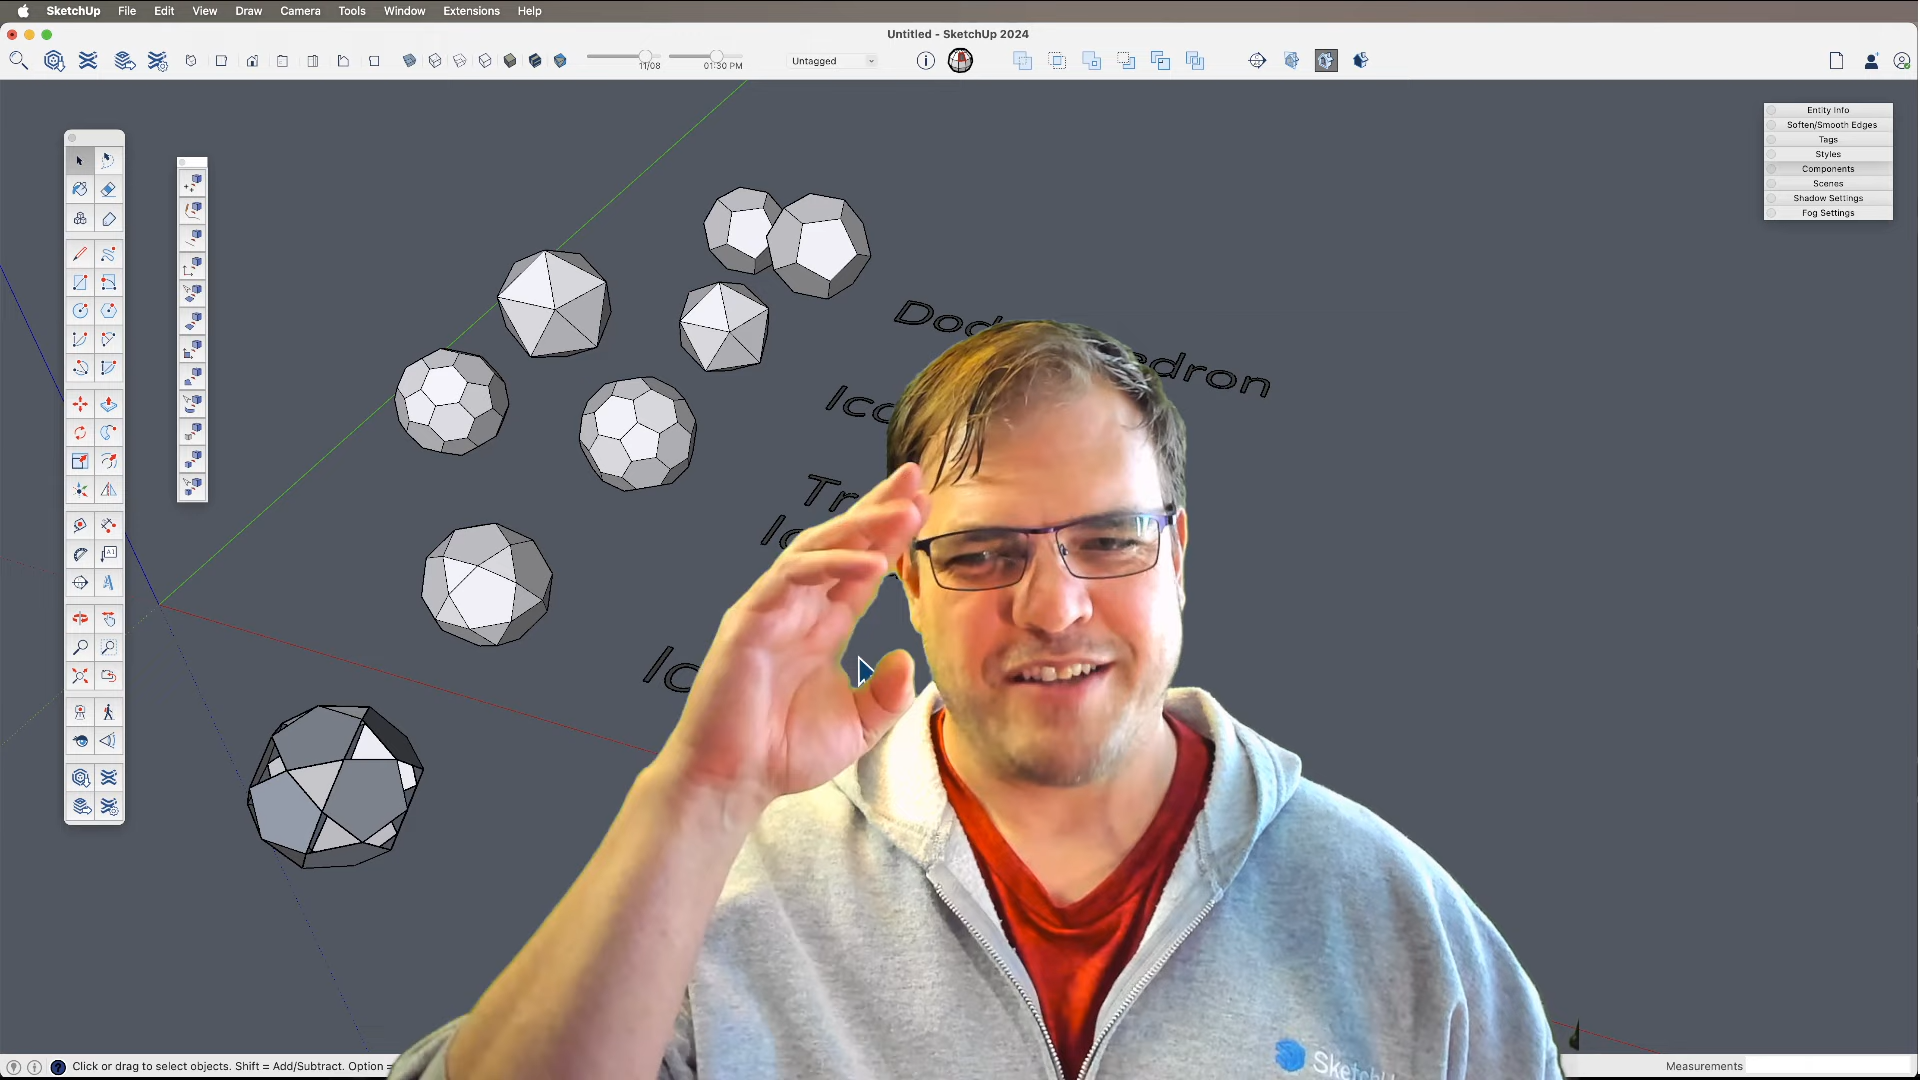 SketchUp File Edit View Draw Camera Tools Window Extensions Help
Untitled - SketchUp 2024
11/08
01:30 PM
Untagged
Entity Info
Soften/Smooth Edges
Tags
Styles
Components
Scenes
Shadow Settings
Fog Settings
A1
Dod edron
Ico
Tr
Ic
Click or drag to select objects. Shift = Add/Subtract. Option =
Measurements
SketchU